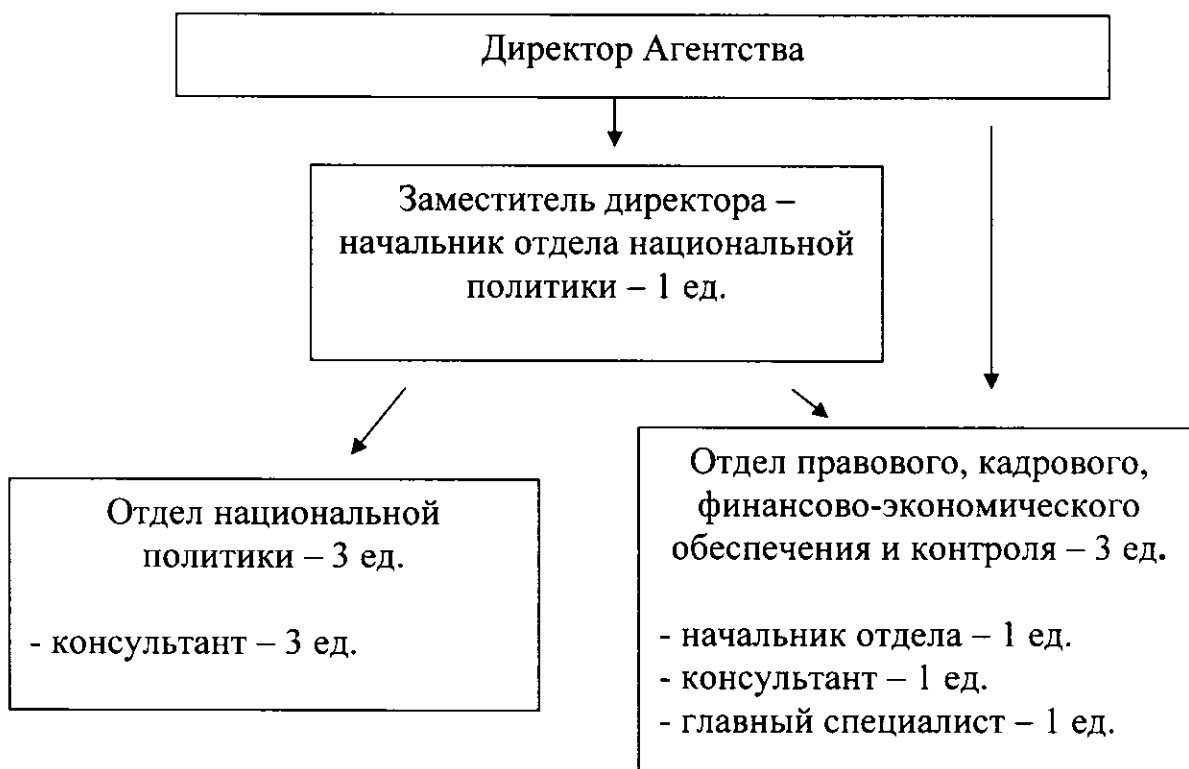 Директор Агентства
Заместитель директора –
начальник отдела национальной
политики – 1 ед.
Отдел национальной
политики – 3 ед.
- консультант – 3 ед.
Отдел правового, кадрового,
финансово-экономического
обеспечения и контроля – 3 ед.
- начальник отдела – 1 ед.
- консультант – 1 ед.
- главный специалист – 1 ед.